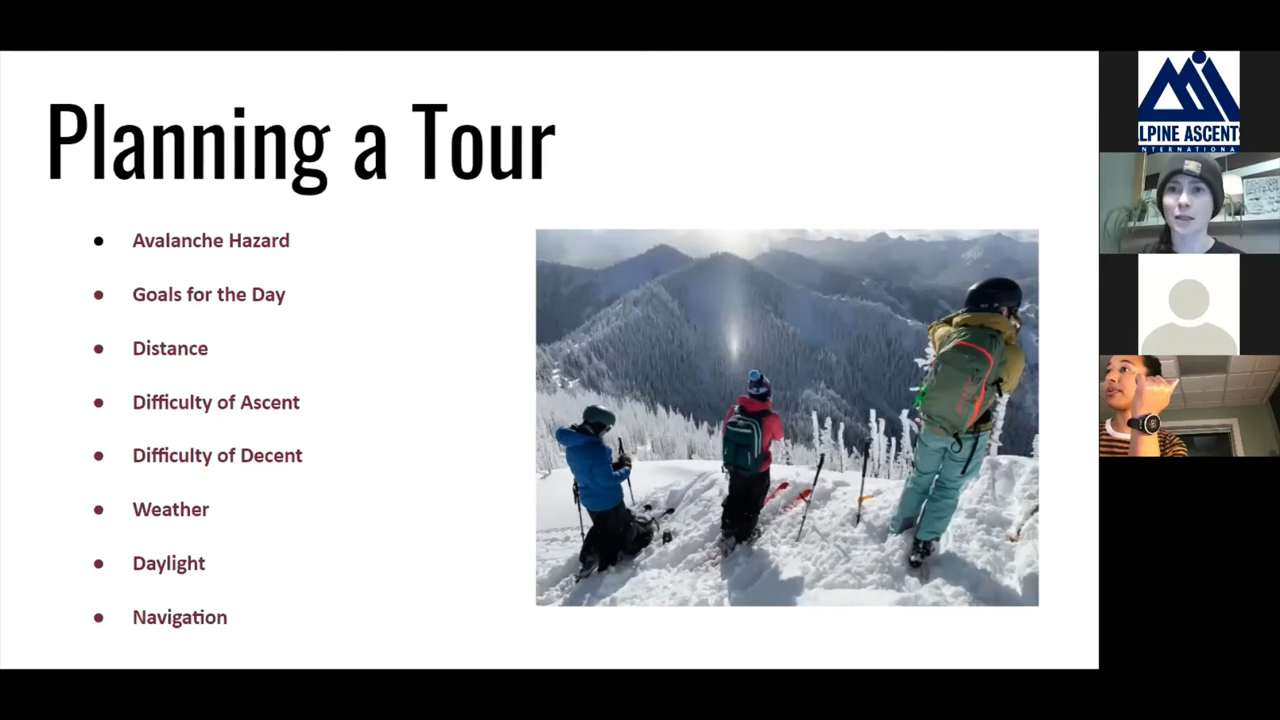 Planning a Tour
Avalanche Hazard
Goals for the Day
Distance
Difficulty of Ascent
Difficulty of Decent
Weather
Daylight
Navigation
LPINE ASCENT
NTERNATIONA